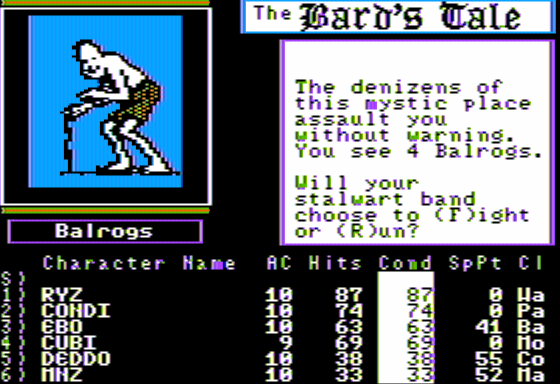 The Bard's Tale
The denizens of
this mystic place
assault you
without warning.
You see 4 Balrogs.
Will your
stalwart band
choose to (F)ight
or (R)un?
Balrogs
Character Name AC Hits Cond SpPt Cl
S)
1) RYZ 10 87 87 0 Wa
2) CONDI 10 74 74 0 Pa
3) EBO 10 63 63 41 Ba
4) CUBI 9 69 69 0 Mo
5) DEDDO 10 38 38 55 Co
6) MNZ 10 33 33 52 Ma